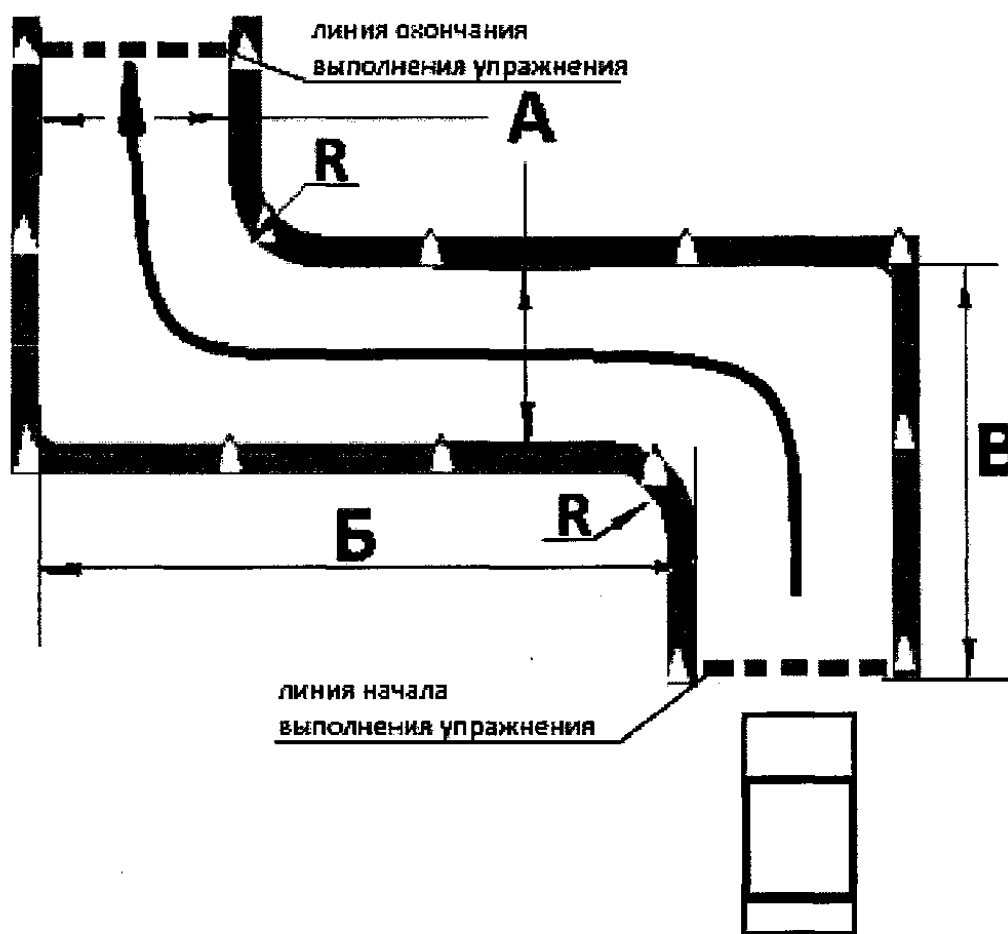 линия окончания
выполнения упражнения
А
R
В
R
Б
линия начала
выполнения упражнения